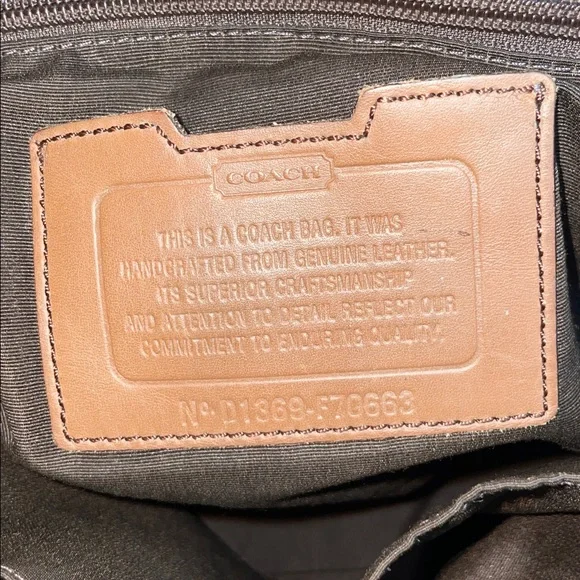 COACH
THIS IS A COACH BAG. IT WAS
HANDCRAFTED FROM GENUINE LEATHER.
ITS SUPERIOR CRAFTSMANSHIP
AND ATTENTION TO DETAIL REFLECT OUR
COMMITMENT TO ENDURING QUALITY.
Nº D1369-F70663